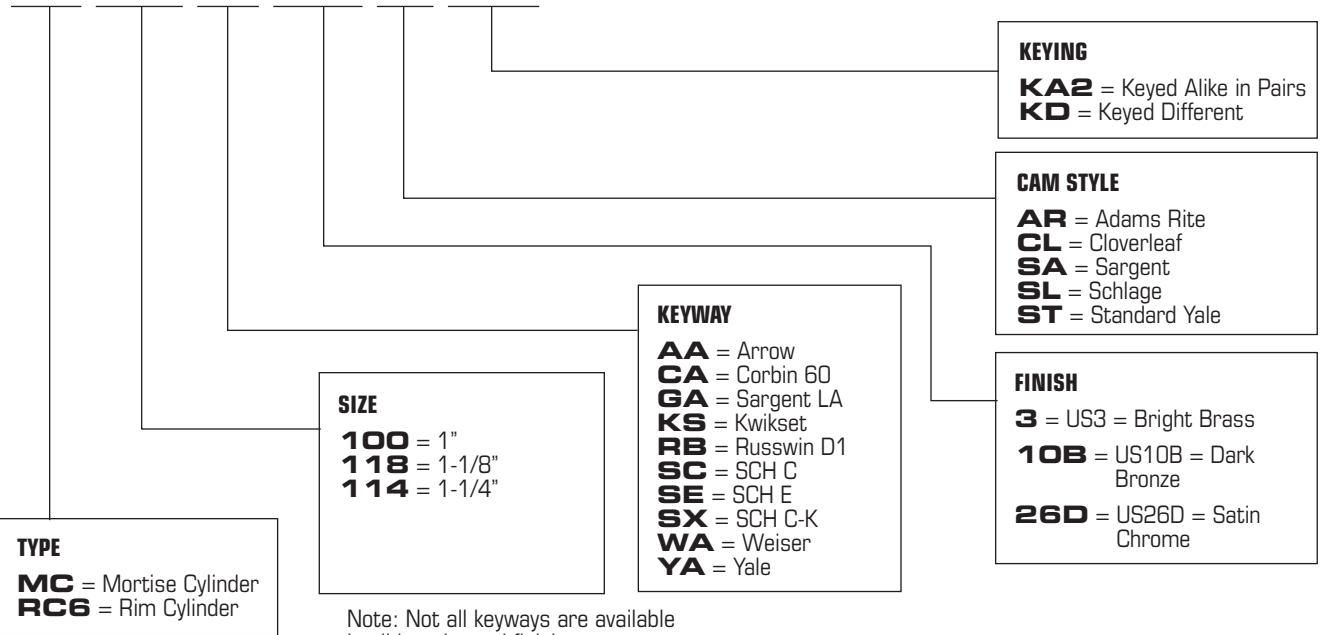 KEYING
KA2 = Keyed Alike in Pairs
KD = Keyed Different
CAM STYLE
AR = Adams Rite
CL = Cloverleaf
SA = Sargent
SL = Schlage
ST = Standard Yale
KEYWAY
AA = Arrow
CA = Corbin 60
GA = Sargent LA
KS = Kwikset
RB = Russwin D1
SC = SCH C
SE = SCH E
SX = SCH C-K
WA = Weiser
YA = Yale
FINISH
3 = US3 = Bright Brass
10B = US10B = Dark
Bronze
26D = US26D = Satin
Chrome
SIZE
100 = 1"
118 = 1-1/8"
114 = 1-1/4"
TYPE
MC = Mortise Cylinder
RC6 = Rim Cylinder
Note: Not all keyways are available